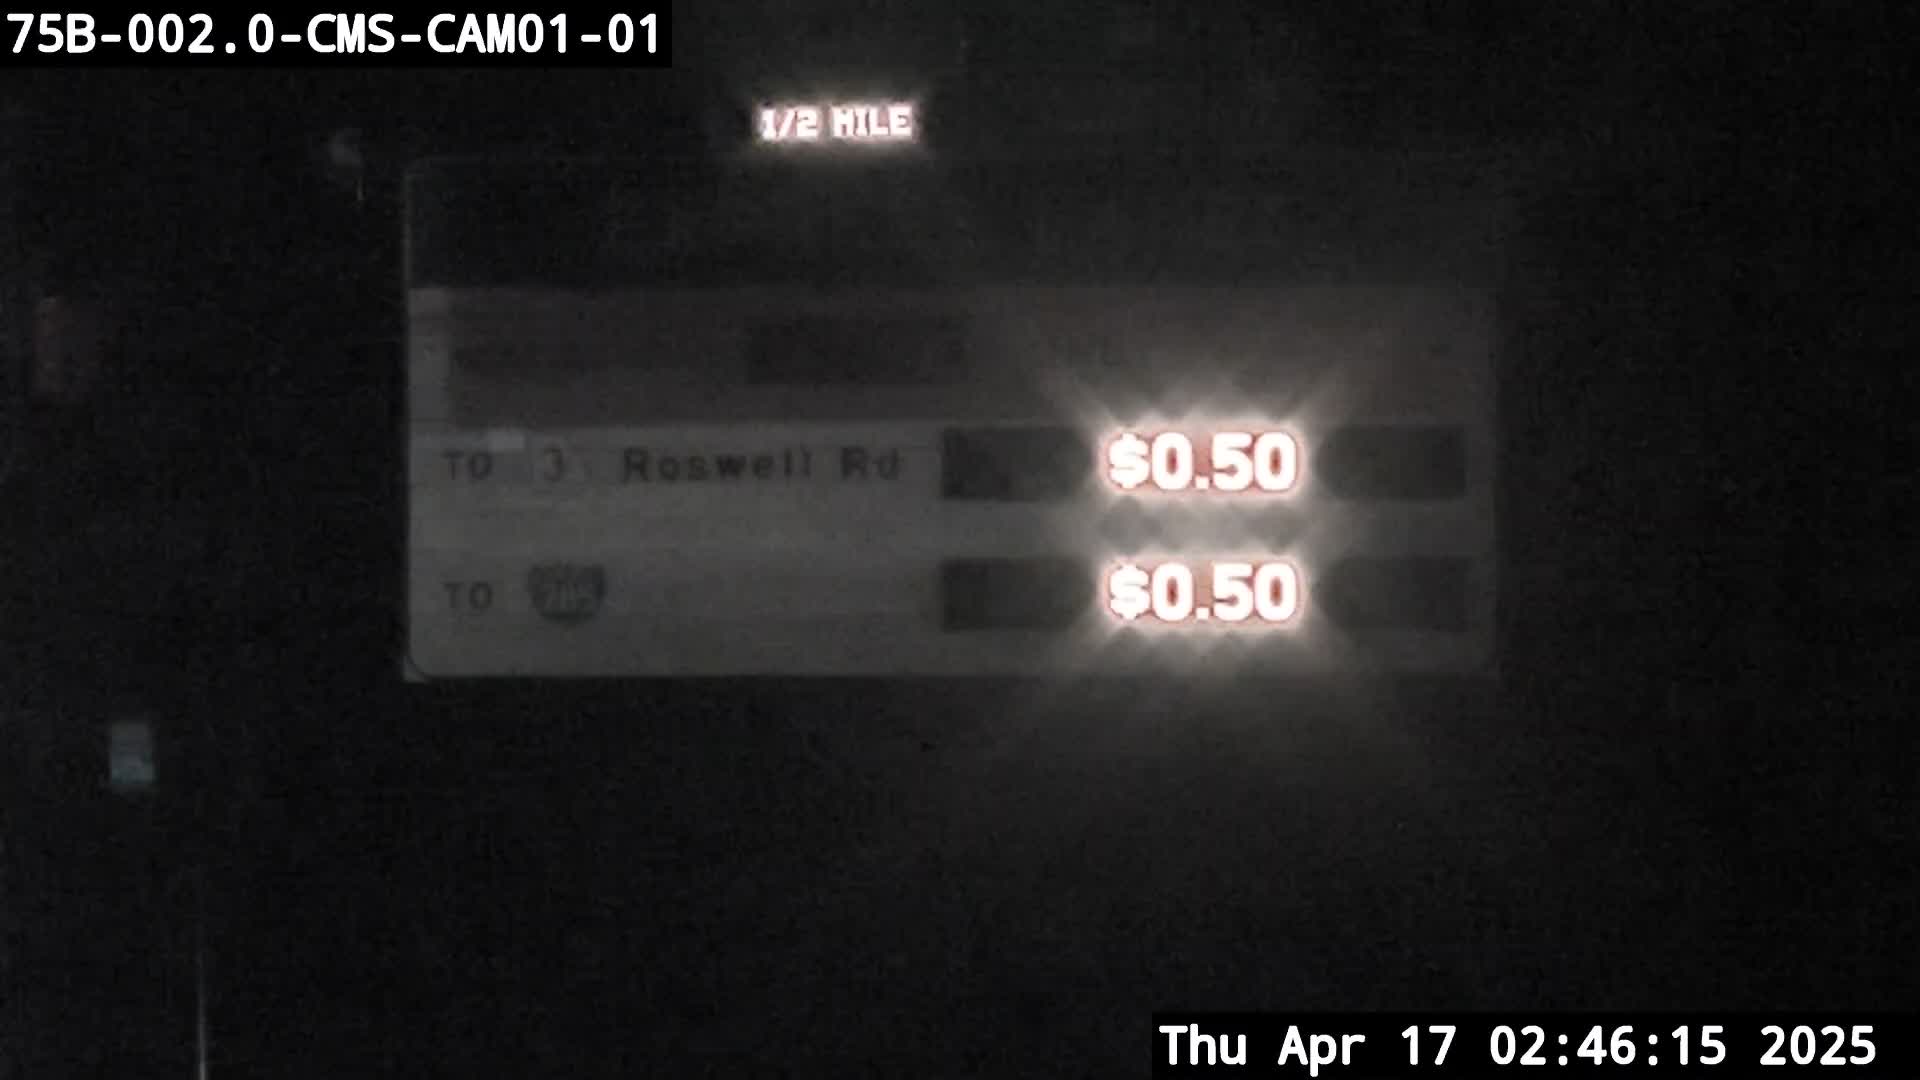 75B-002.0-CMS-CAM01-01
1/2 MILE
TO Roswell Rd $0.50
TO $0.50
Thu Apr 17 02:46:15 2025